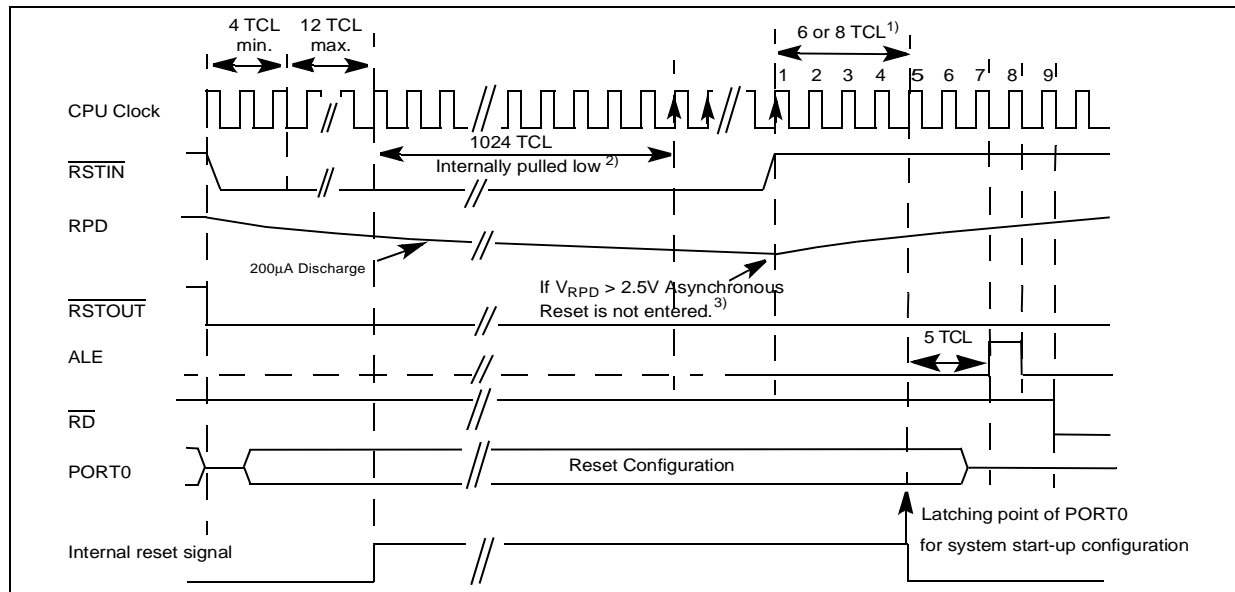 4 TCL
min.
12 TCL
max.
6 or 8 TCL1)
1 2 3 4 5 6 7 8 9
CPU Clock
1024 TCL
RSTIN
Internally pulled low 2)
RPD
200µA Discharge
If VRPD > 2.5V Asynchronous
Reset is not entered.3)
RSTOUT
5 TCL
ALE
RD
PORT0
Reset Configuration
Latching point of PORT0
for system start-up configuration
Internal reset signal